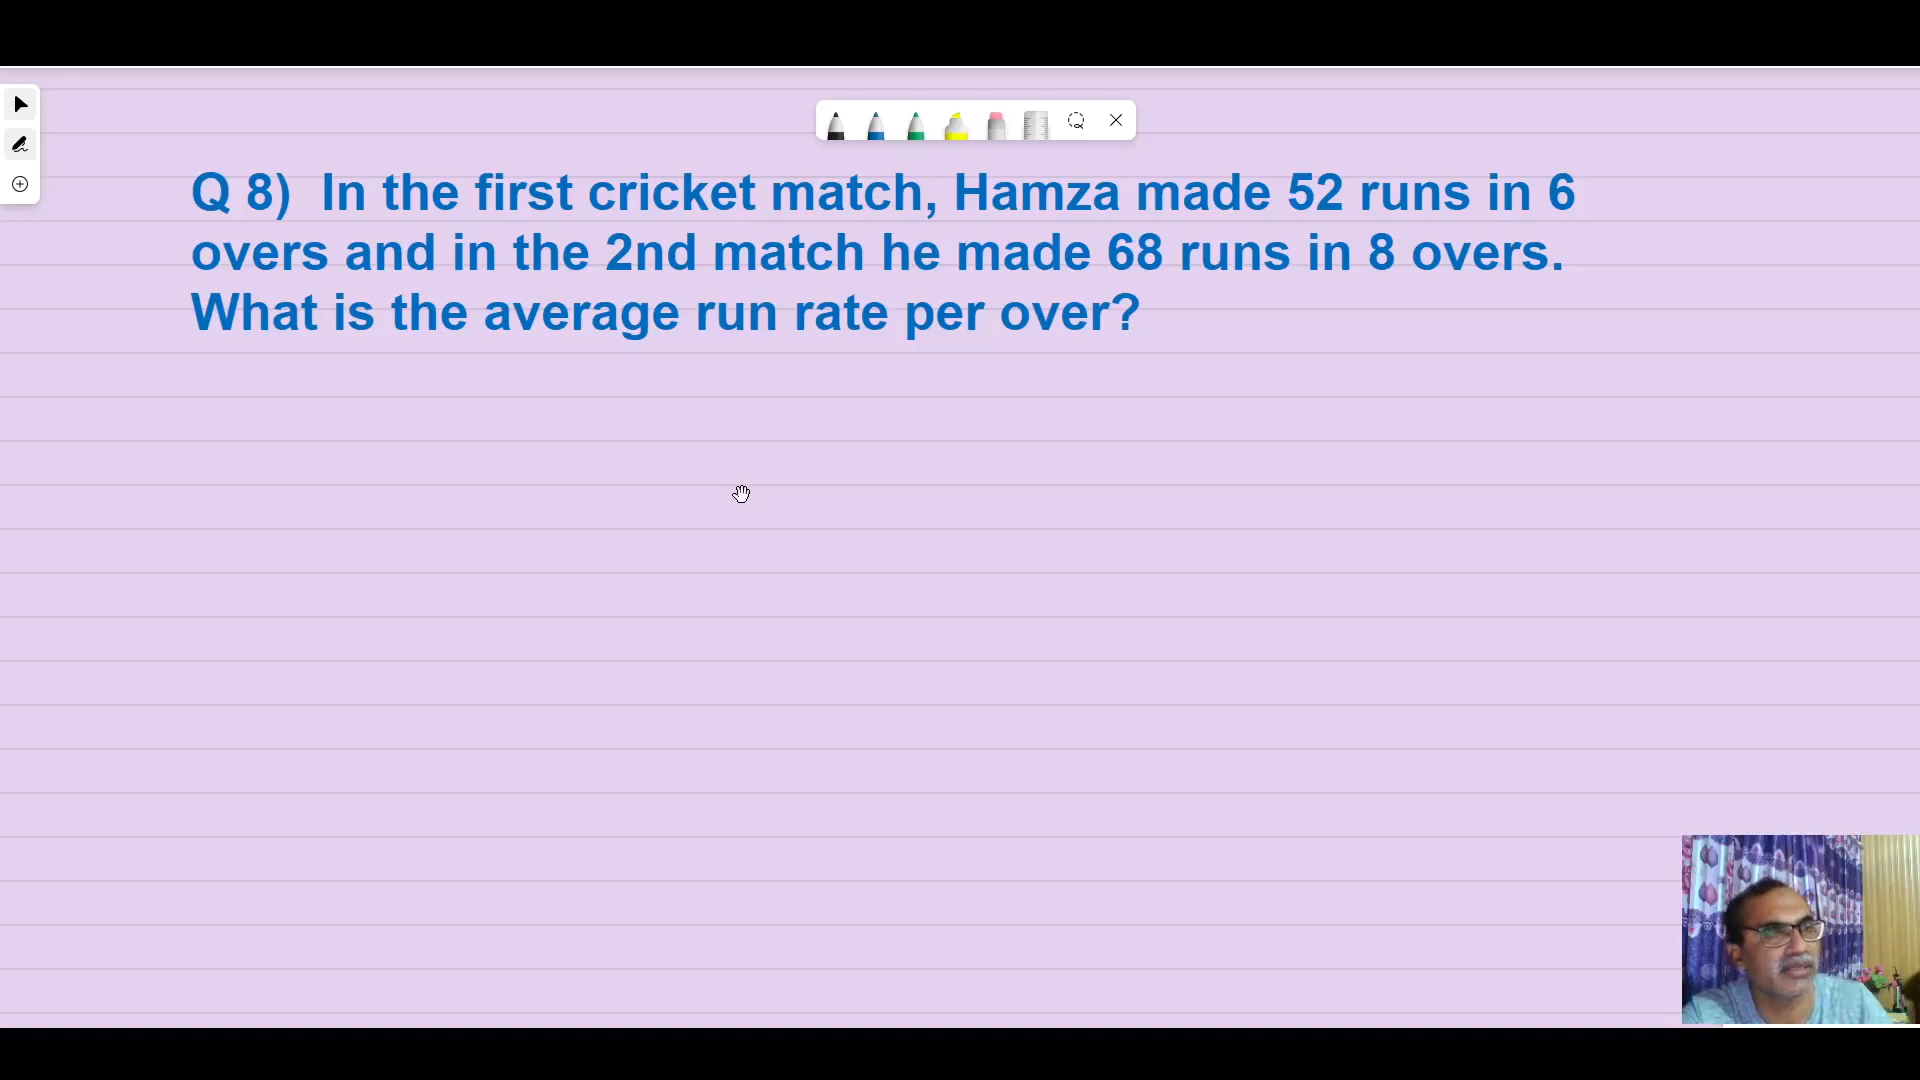 Q 8)  In the first cricket match, Hamza made 52 runs in 6
overs and in the 2nd match he made 68 runs in 8 overs.
What is the average run rate per over?